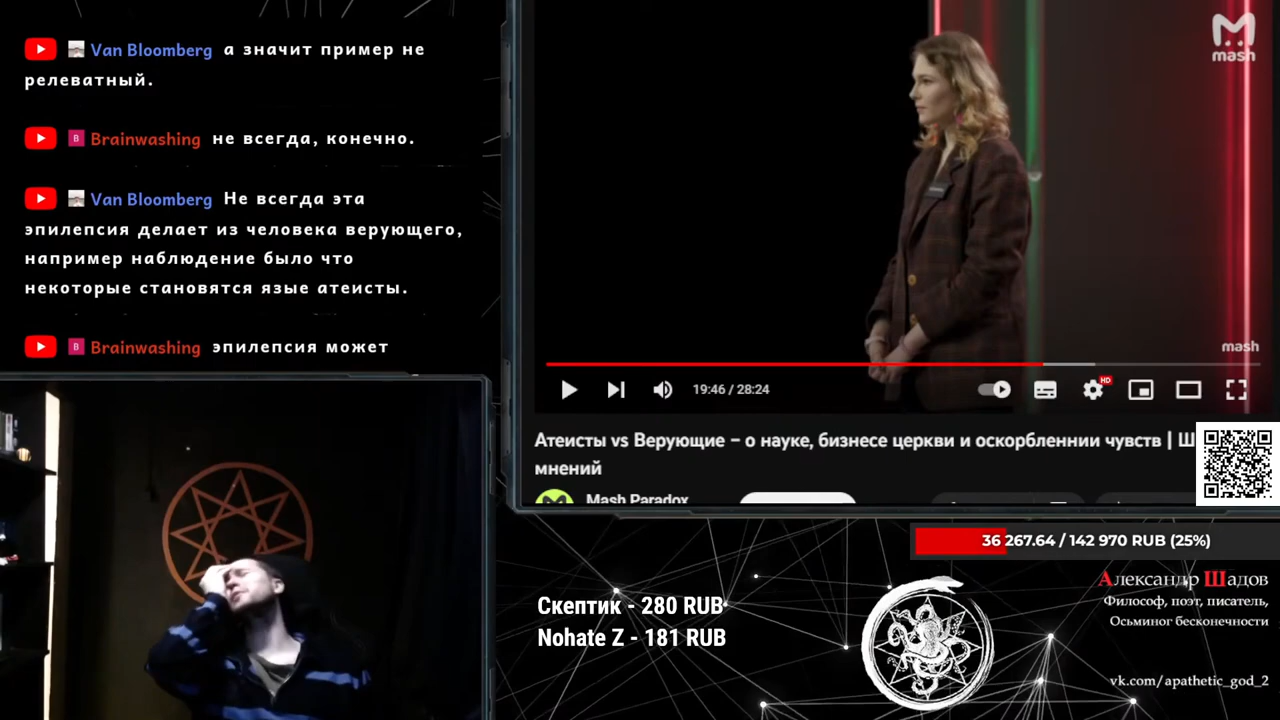 Van Bloomberg а значит пример не
релеватный.
B Brainwashing не всегда, конечно.
Van Bloomberg Не всегда эта
эпилепсия делает из человека верующего,
например наблюдение было что
некоторые становятся язые атеисты.
B Brainwashing эпилепсия может
mash
mash
19:46 / 28:24
HD
Атеисты vs Верующие – о науке, бизнесе церкви и оскорбленнии чувств | Ш
мнений
Mash Paradox
36 267.64 / 142 970 RUB (25%)
Скептик - 280 RUB
Nohate Z - 181 RUB
Александр Шадов
Философ, поэт, писатель,
Осьминог бесконечности
vk.com/apathetic_god_2